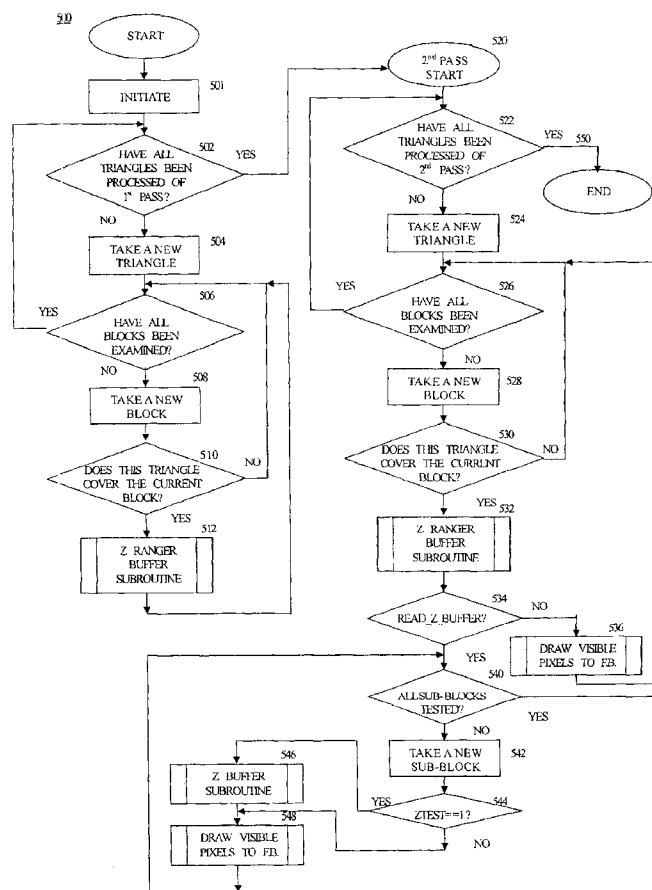 500
START
501
INITIATE
502
HAVE ALL
TRIANGLES BEEN
PROCESSED OF
1st PASS?
YES
NO
504
TAKE A NEW
TRIANGLE
506
YES
HAVE ALL
BLOCKS BEEN
EXAMINED?
NO
508
TAKE A NEW
BLOCK
510
DOES THIS TRIANGLE
COVER THE CURRENT
BLOCK?
NO
YES
512
Z RANGER
BUFFER
SUBROUTINE
520
2nd PASS
START
522
HAVE ALL
TRIANGLES BEEN
PROCESSED OF
2nd PASS?
YES
550
END
NO
524
TAKE A NEW
TRIANGLE
526
YES
HAVE ALL
BLOCKS BEEN
EXAMINED?
NO
528
TAKE A NEW
BLOCK
530
DOES THIS TRIANGLE
COVER THE CURRENT
BLOCK?
NO
YES
532
Z RANGER
BUFFER
SUBROUTINE
534
READ_Z_BUFFER?
NO
536
DRAW VISIBLE
PIXELS TO F.B.
YES
540
ALL SUB-BLOCKS
TESTED?
YES
NO
542
TAKE A NEW
SUB-BLOCK
544
ZTEST==1?
YES
NO
546
Z BUFFER
SUBROUTINE
548
DRAW VISIBLE
PIXELS TO F.B.